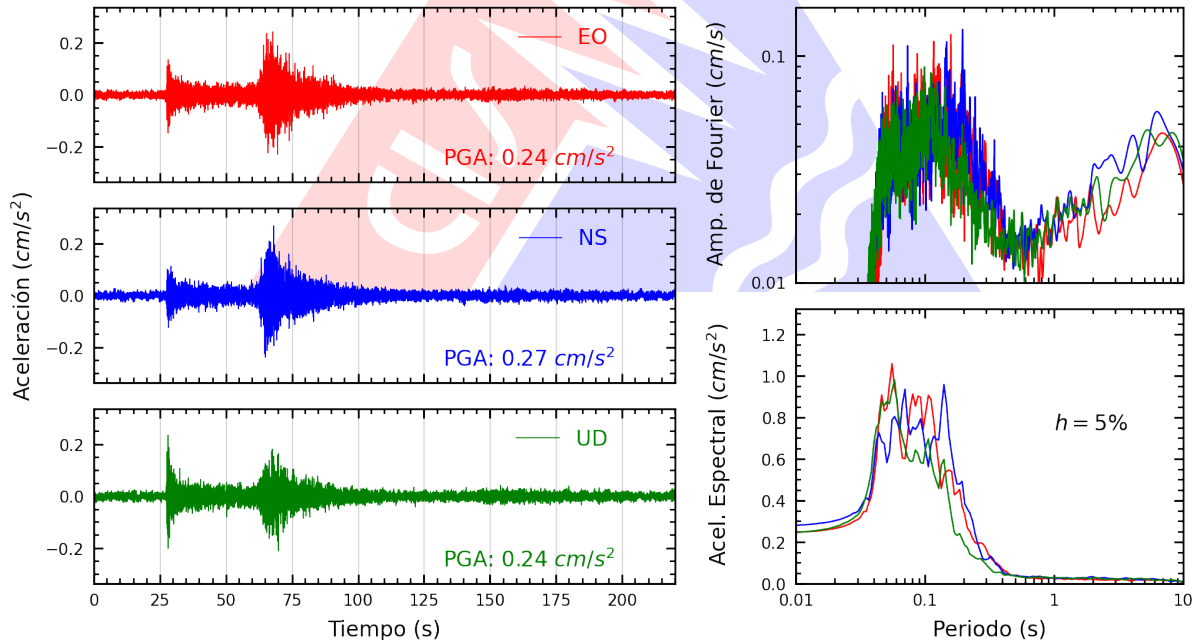 Aceleración (cm/s²)
0.2
0.0
−0.2
EO
PGA: 0.24 cm/s²
0.2
0.0
−0.2
NS
PGA: 0.27 cm/s²
0.2
0.0
−0.2
UD
PGA: 0.24 cm/s²
0 25 50 75 100 125 150 175 200
Tiempo (s)
Amp. de Fourier (cm/s)
0.1
0.01
Acel. Espectral (cm/s²)
1.2
1.0
0.8
0.6
0.4
0.2
0.0
h = 5%
0.01 0.1 1 10
Periodo (s)
CIS